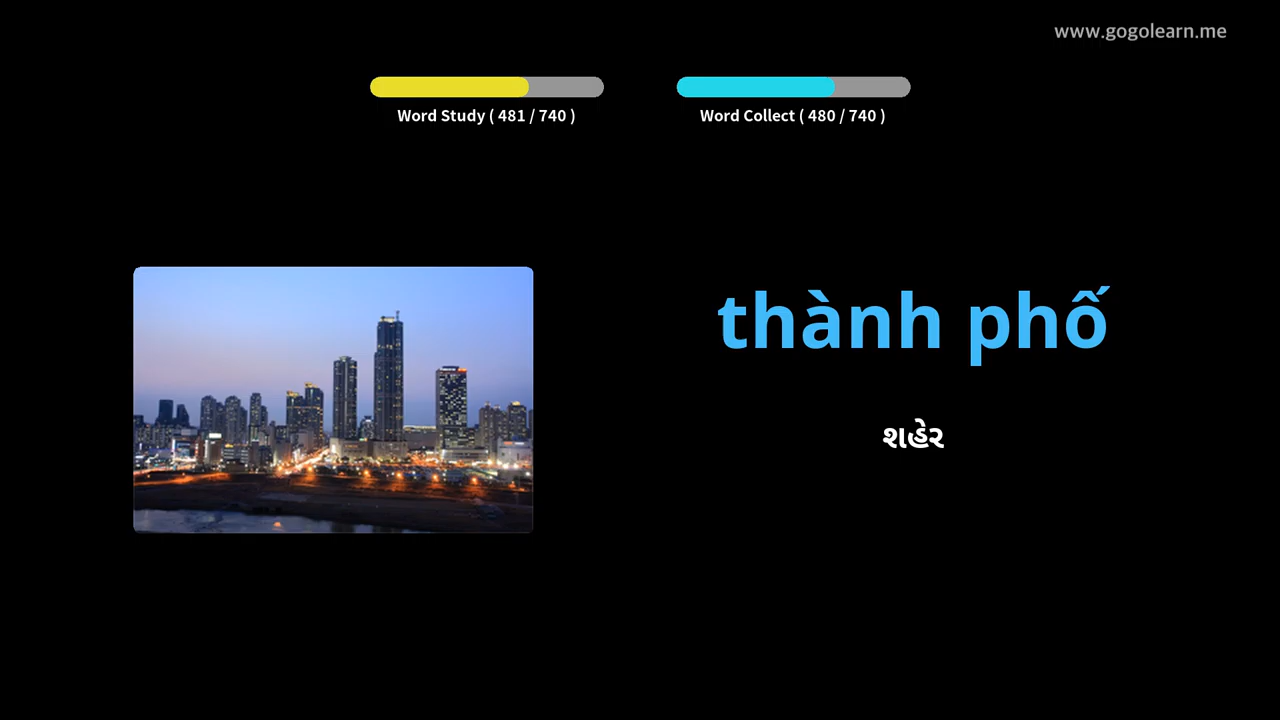 www.gogolearn.me
Word Study ( 481 / 740 )
Word Collect ( 480 / 740 )
thành phố
શહેર